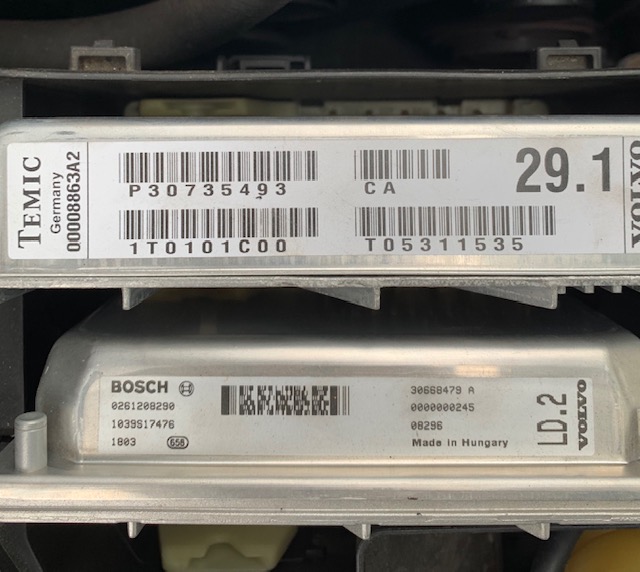 TEMIC
Germany
00008863A2
P30735493
CA
29.1
1T0101C00
T05311535
VOLVO
BOSCH
0261208290
1039S17476
1803 658
30668479 A
0000000245
08296
Made in Hungary
LD.2
VOLVO